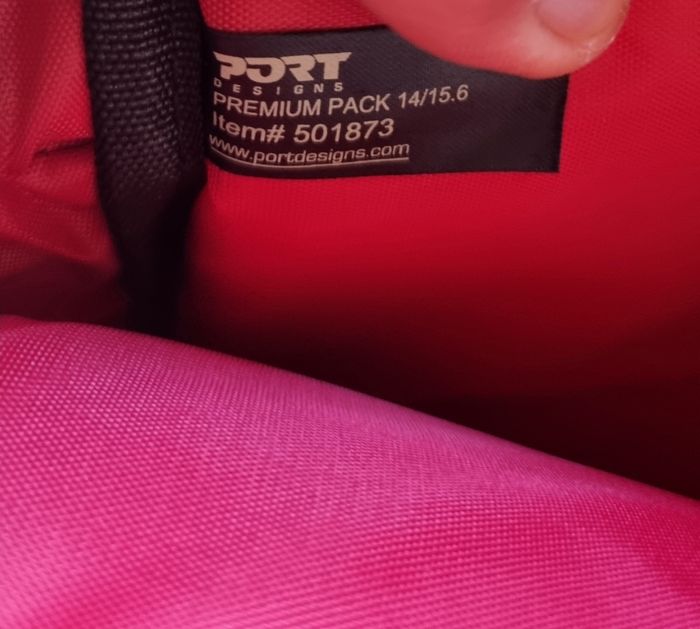 PORT
DESIGNS
PREMIUM PACK 14/15.6
Item# 501873
www.portdesigns.com